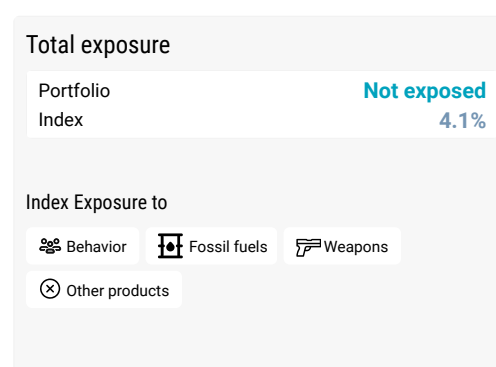 Total exposure
Portfolio Not exposed
Index 4.1%
Index Exposure to
Behavior Fossil fuels Weapons
Other products